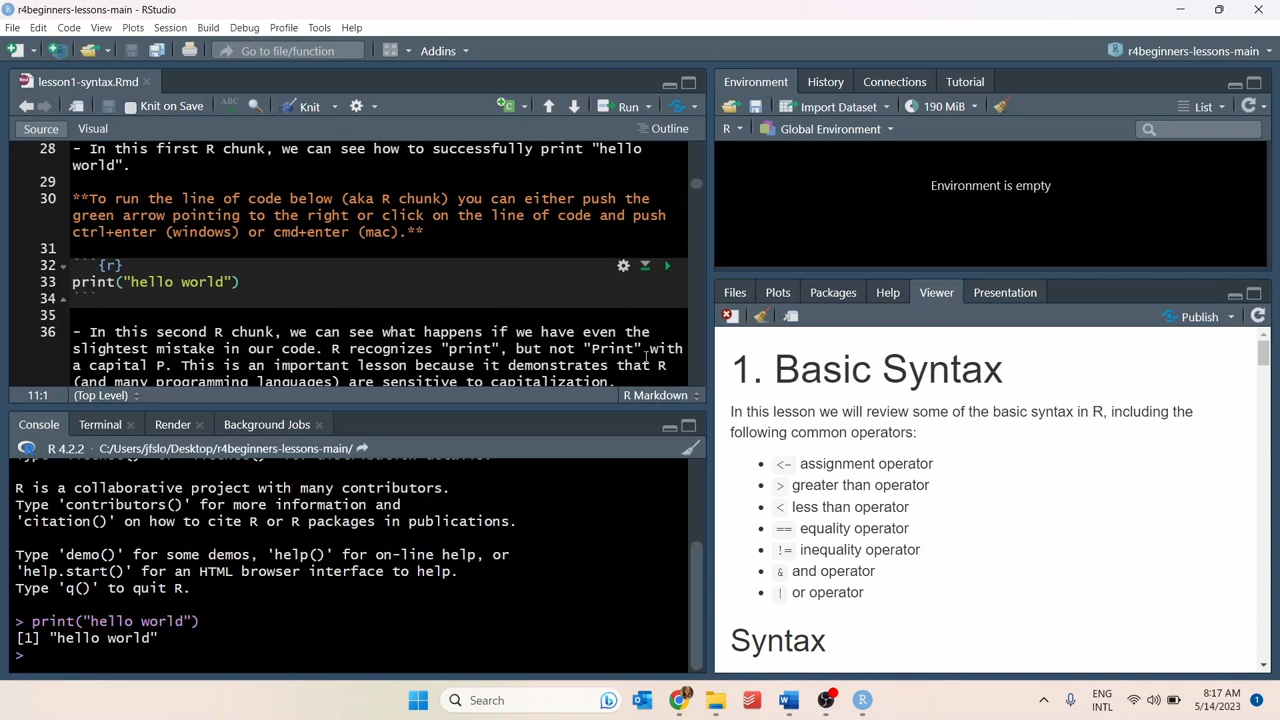 r4beginners-lessons-main - RStudio
File Edit Code View Plots Session Build Debug Profile Tools Help
Go to file/function Addins r4beginners-lessons-main
lesson1-syntax.Rmd
Knit on Save ABC Knit Run
Source Visual Outline
28 - In this first R chunk, we can see how to successfully print "hello
world".
29
30 **To run the line of code below (aka R chunk) you can either push the
green arrow pointing to the right or click on the line of code and push
ctrl+enter (windows) or cmd+enter (mac).**
31
32 ```{r}
33 print("hello world")
34 ```
35
36 - In this second R chunk, we can see what happens if we have even the
slightest mistake in our code. R recognizes "print", but not "Print" with
a capital P. This is an important lesson because it demonstrates that R
(and many programming languages) are sensitive to capitalization.
11:1 (Top Level) R Markdown
Console Terminal Render Background Jobs
R 4.2.2 · C:/Users/jfslo/Desktop/r4beginners-lessons-main/
R is a collaborative project with many contributors.
Type 'contributors()' for more information and
'citation()' on how to cite R or R packages in publications.
Type 'demo()' for some demos, 'help()' for on-line help, or
'help.start()' for an HTML browser interface to help.
Type 'q()' to quit R.
> print("hello world")
[1] "hello world"
>
Environment History Connections Tutorial
Import Dataset 190 MiB List
R Global Environment
Environment is empty
Files Plots Packages Help Viewer Presentation
Publish
1. Basic Syntax
In this lesson we will review some of the basic syntax in R, including the
following common operators:
• <- assignment operator
• > greater than operator
• < less than operator
• == equality operator
• != inequality operator
• & and operator
• | or operator
Syntax
Search
ENG
INTL
8:17 AM
5/14/2023
1